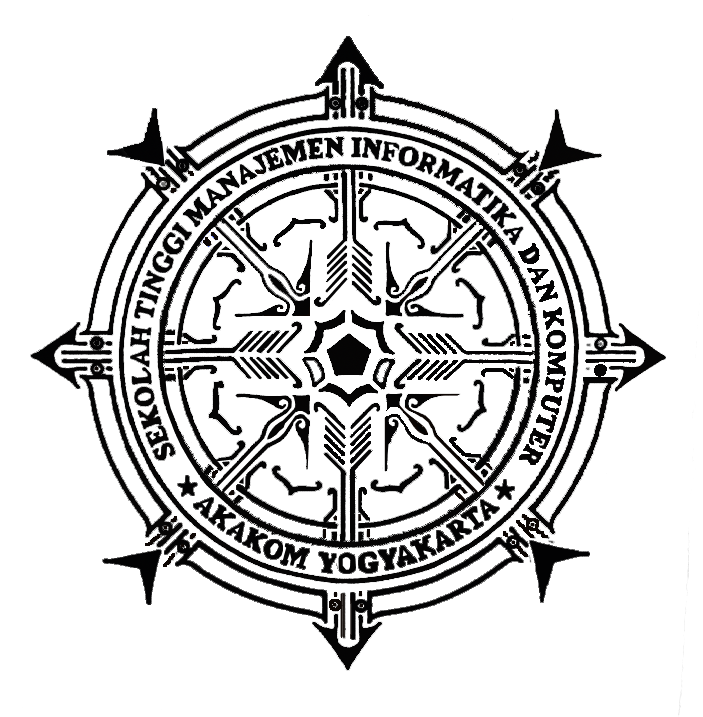 SEKOLAH TINGGI MANAJEMEN INFORMATIKA DAN KOMPUTER
AKAKOM YOGYAKARTA